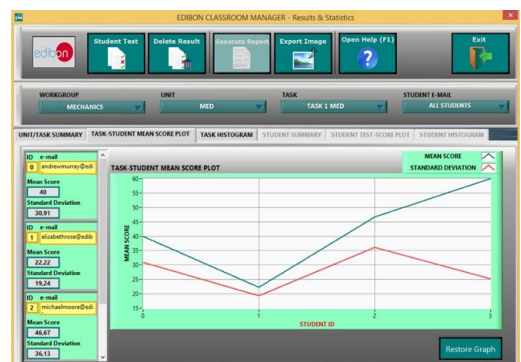 EDIBON CLASSROOM MANAGER - Results & Statistics
edibon
Student Test
Delete Result
Generate Report
Export Image
Open Help (F1)
Exit
WORKGROUP
UNIT
TASK
STUDENT E-MAIL
MECHANICS
MED
TASK 1 MED
ALL STUDENTS
UNIT/TASK SUMMARY
TASK-STUDENT MEAN SCORE PLOT
TASK HISTOGRAM
STUDENT SUMMARY
STUDENT TEST-SCORE PLOT
STUDENT HISTOGRAM
ID e-mail
0 andrewmurray@edi
Mean Score
40
Standard Deviation
30,91
ID e-mail
1 elizabethrose@edib
Mean Score
22,22
Standard Deviation
19,24
ID e-mail
2 michaelmoore@edi
Mean Score
46,67
Standard Deviation
36,13
TASK-STUDENT MEAN SCORE PLOT
MEAN SCORE
STANDARD DEVIATION
60
55
50
45
40
35
30
25
20
15
MEAN SCORE
0
1
2
3
STUDENT ID
Restore Graph